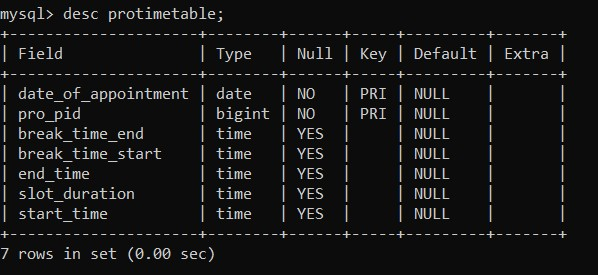 mysql> desc protimetable;
+---------------------+--------+------+-----+---------+-------+
| Field               | Type   | Null | Key | Default | Extra |
+---------------------+--------+------+-----+---------+-------+
| date_of_appointment | date   | NO   | PRI | NULL    |       |
| pro_pid             | bigint | NO   | PRI | NULL    |       |
| break_time_end      | time   | YES  |     | NULL    |       |
| break_time_start    | time   | YES  |     | NULL    |       |
| end_time            | time   | YES  |     | NULL    |       |
| slot_duration       | time   | YES  |     | NULL    |       |
| start_time          | time   | YES  |     | NULL    |       |
+---------------------+--------+------+-----+---------+-------+
7 rows in set (0.00 sec)